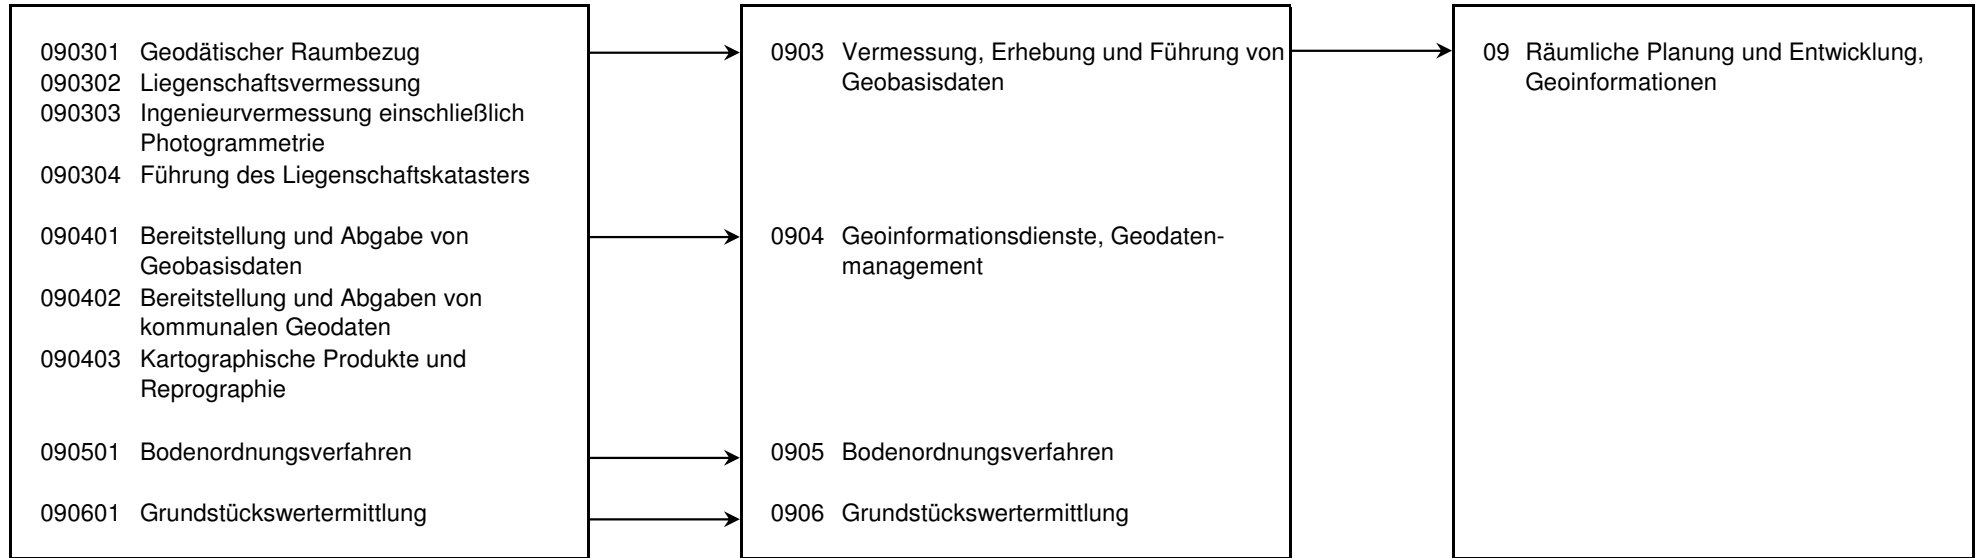 090301 Geodätischer Raumbezug
090302 Liegenschaftsvermessung
090303 Ingenieurvermessung einschließlich
Photogrammetrie
090304 Führung des Liegenschaftskatasters
090401 Bereitstellung und Abgabe von
Geobasisdaten
090402 Bereitstellung und Abgaben von
kommunalen Geodaten
090403 Kartographische Produkte und
Reprographie
090501 Bodenordnungsverfahren
090601 Grundstückswertermittlung
0903 Vermessung, Erhebung und Führung von
Geobasisdaten
0904 Geoinformationsdienste, Geodaten-
management
0905 Bodenordnungsverfahren
0906 Grundstückswertermittlung
09 Räumliche Planung und Entwicklung,
Geoinformationen